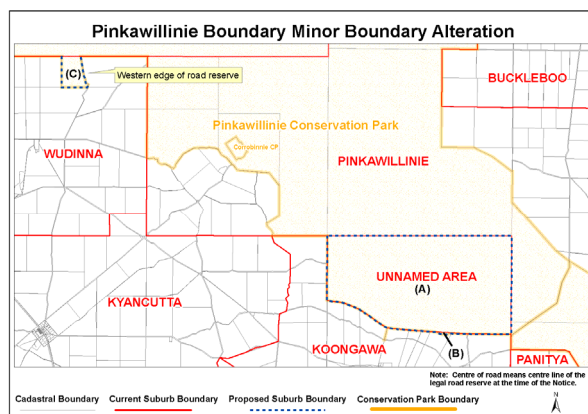 Pinkawillinie Boundary Minor Boundary Alteration
(C)
Western edge of road reserve
BUCKLEBOO
Pinkawillinie Conservation Park
Currobinnie CP
WUDINNA
PINKAWILLINIE
UNNAMED AREA
(A)
KYANCUTTA
KOONGAWA
(B)
PANITYA
Note: Centre of road means centre line of the
legal road reserve at the time of the Notice.
Cadastral Boundary
Current Suburb Boundary
Proposed Suburb Boundary
Conservation Park Boundary
N